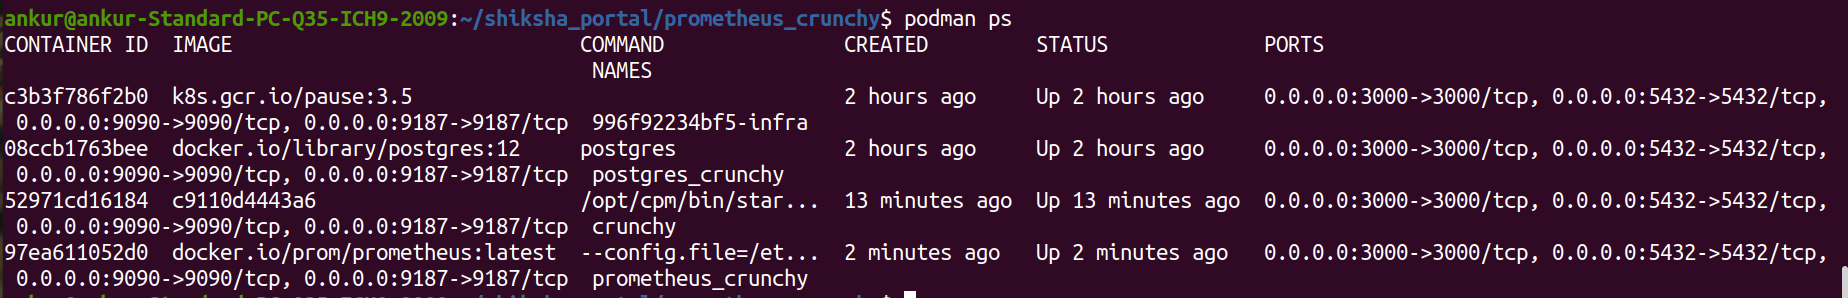 ankur@ankur-Standard-PC-Q35-ICH9-2009:~/shiksha_portal/prometheus_crunchy$ podman ps
CONTAINER ID  IMAGE                             COMMAND               CREATED         STATUS             PORTS
                                                 NAMES
c3b3f786f2b0  k8s.gcr.io/pause:3.5                                    2 hours ago     Up 2 hours ago     0.0.0.0:3000->3000/tcp, 0.0.0.0:5432->5432/tcp,
 0.0.0.0:9090->9090/tcp, 0.0.0.0:9187->9187/tcp  996f92234bf5-infra
08ccb1763bee  docker.io/library/postgres:12     postgres              2 hours ago     Up 2 hours ago     0.0.0.0:3000->3000/tcp, 0.0.0.0:5432->5432/tcp,
 0.0.0.0:9090->9090/tcp, 0.0.0.0:9187->9187/tcp  postgres_crunchy
52971cd16184  c9110d4443a6                      /opt/cpm/bin/star...  13 minutes ago  Up 13 minutes ago  0.0.0.0:3000->3000/tcp, 0.0.0.0:5432->5432/tcp,
 0.0.0.0:9090->9090/tcp, 0.0.0.0:9187->9187/tcp  crunchy
97ea611052d0  docker.io/prom/prometheus:latest  --config.file=/et...  2 minutes ago   Up 2 minutes ago   0.0.0.0:3000->3000/tcp, 0.0.0.0:5432->5432/tcp,
 0.0.0.0:9090->9090/tcp, 0.0.0.0:9187->9187/tcp  prometheus_crunchy